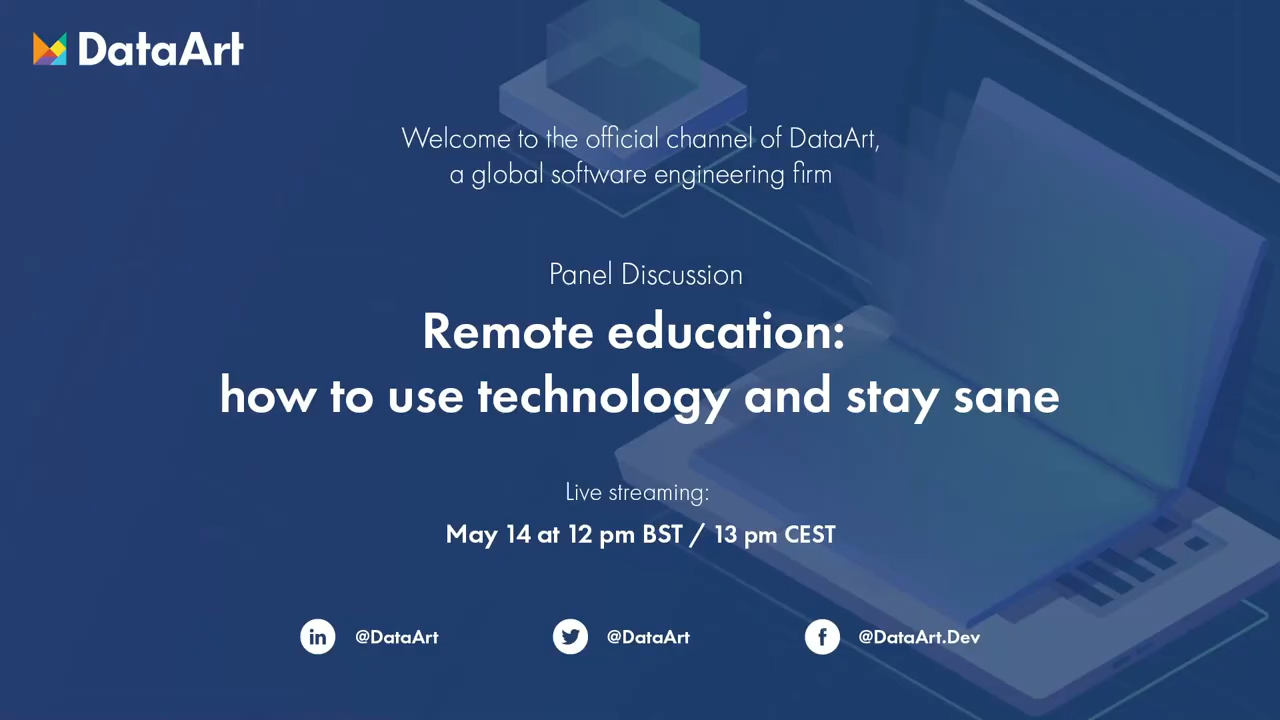 DataArt
Welcome to the official channel of DataArt,
a global software engineering firm
Panel Discussion
Remote education:
how to use technology and stay sane
Live streaming:
May 14 at 12 pm BST / 13 pm CEST
in @DataArt
@DataArt
f @DataArt.Dev